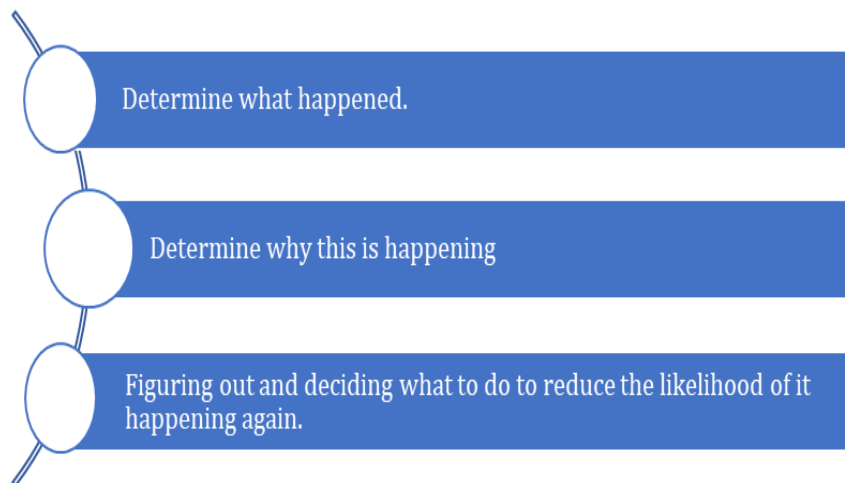 Determine what happened.
Determine why this is happening
Figuring out and deciding what to do to reduce the likelihood of it
happening again.